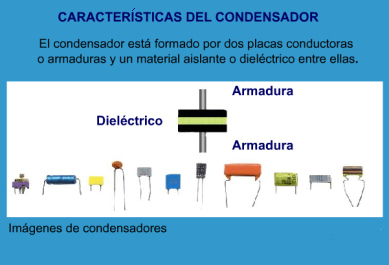 CARACTERÍSTICAS DEL CONDENSADOR
El condensador está formado por dos placas conductoras
o armaduras y un material aislante o dieléctrico entre ellas.
Armadura
Dieléctrico
Armadura
Imágenes de condensadores